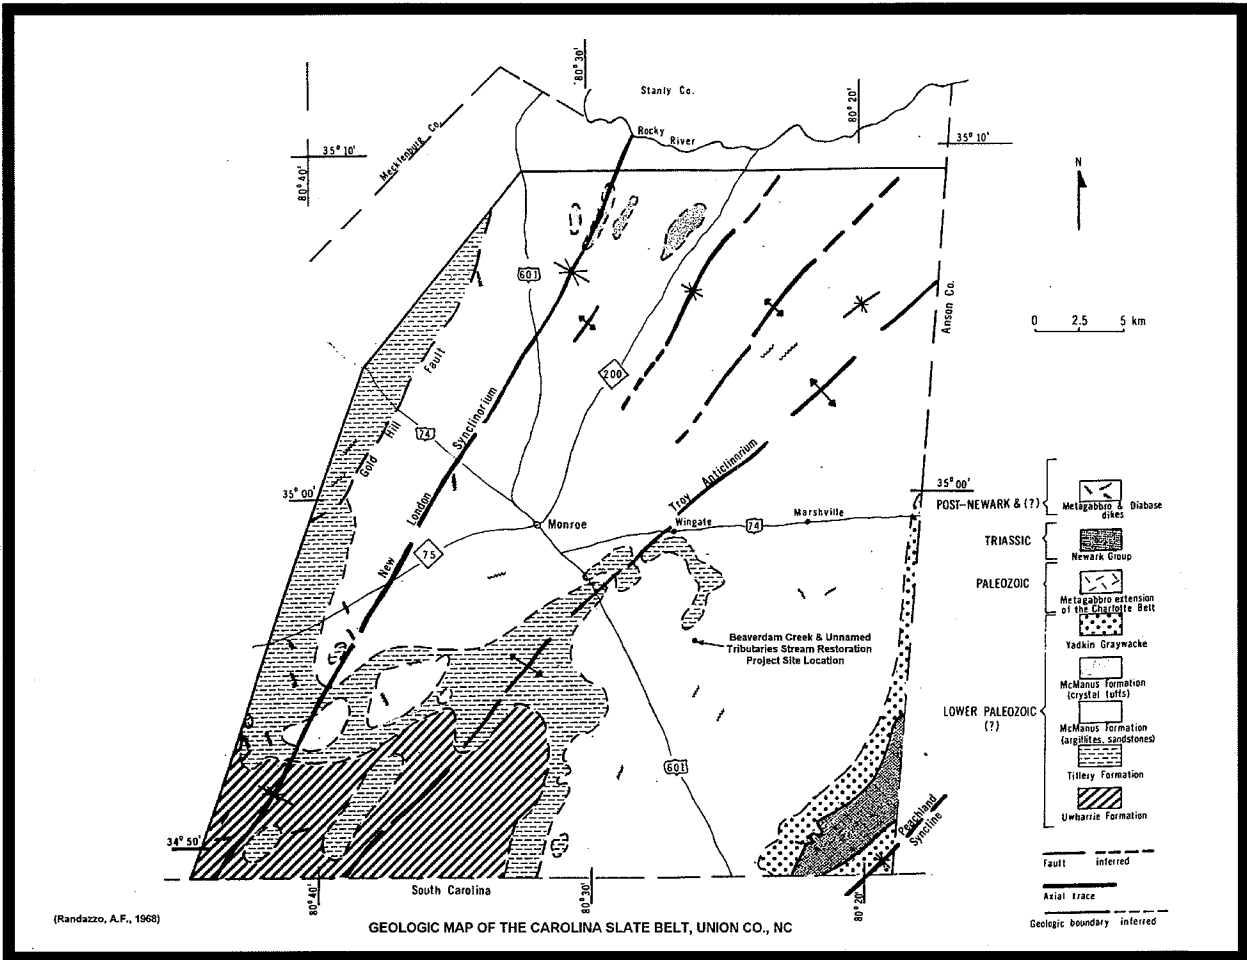 80° 30'
Stanly Co.
80° 20'
Rocky
River
35° 10'
35° 10'
Mecklenburg Co.
80° 40'
N
601
Anson Co.
0 2.5 5 km
Fault
Hill
Gold
200
74
Synclinorium
London
New
Troy Anticlinorium
35° 00'
35° 00'
Monroe
Wingate
74
Marshville
75
POST-NEWARK & (?)
Metagabbro & Diabase
dikes
TRIASSIC
Newark Group
PALEOZOIC
Metagabbro extension
of the Charlotte Belt
Yadkin Graywacke
McManus Formation
(crystal tuffs)
LOWER PALEOZOIC
(?)
McManus Formation
(argillites, sandstones)
Tillery Formation
Uwharrie Formation
Beaverdam Creek & Unnamed
Tributaries Stream Restoration
Project Site Location
601
Peachland
Syncline
34° 50'
Fault inferred
Axial trace
Geologic boundary inferred
South Carolina
80° 40'
80° 30'
80° 20'
(Randazzo, A.F., 1968)
GEOLOGIC MAP OF THE CAROLINA SLATE BELT, UNION CO., NC